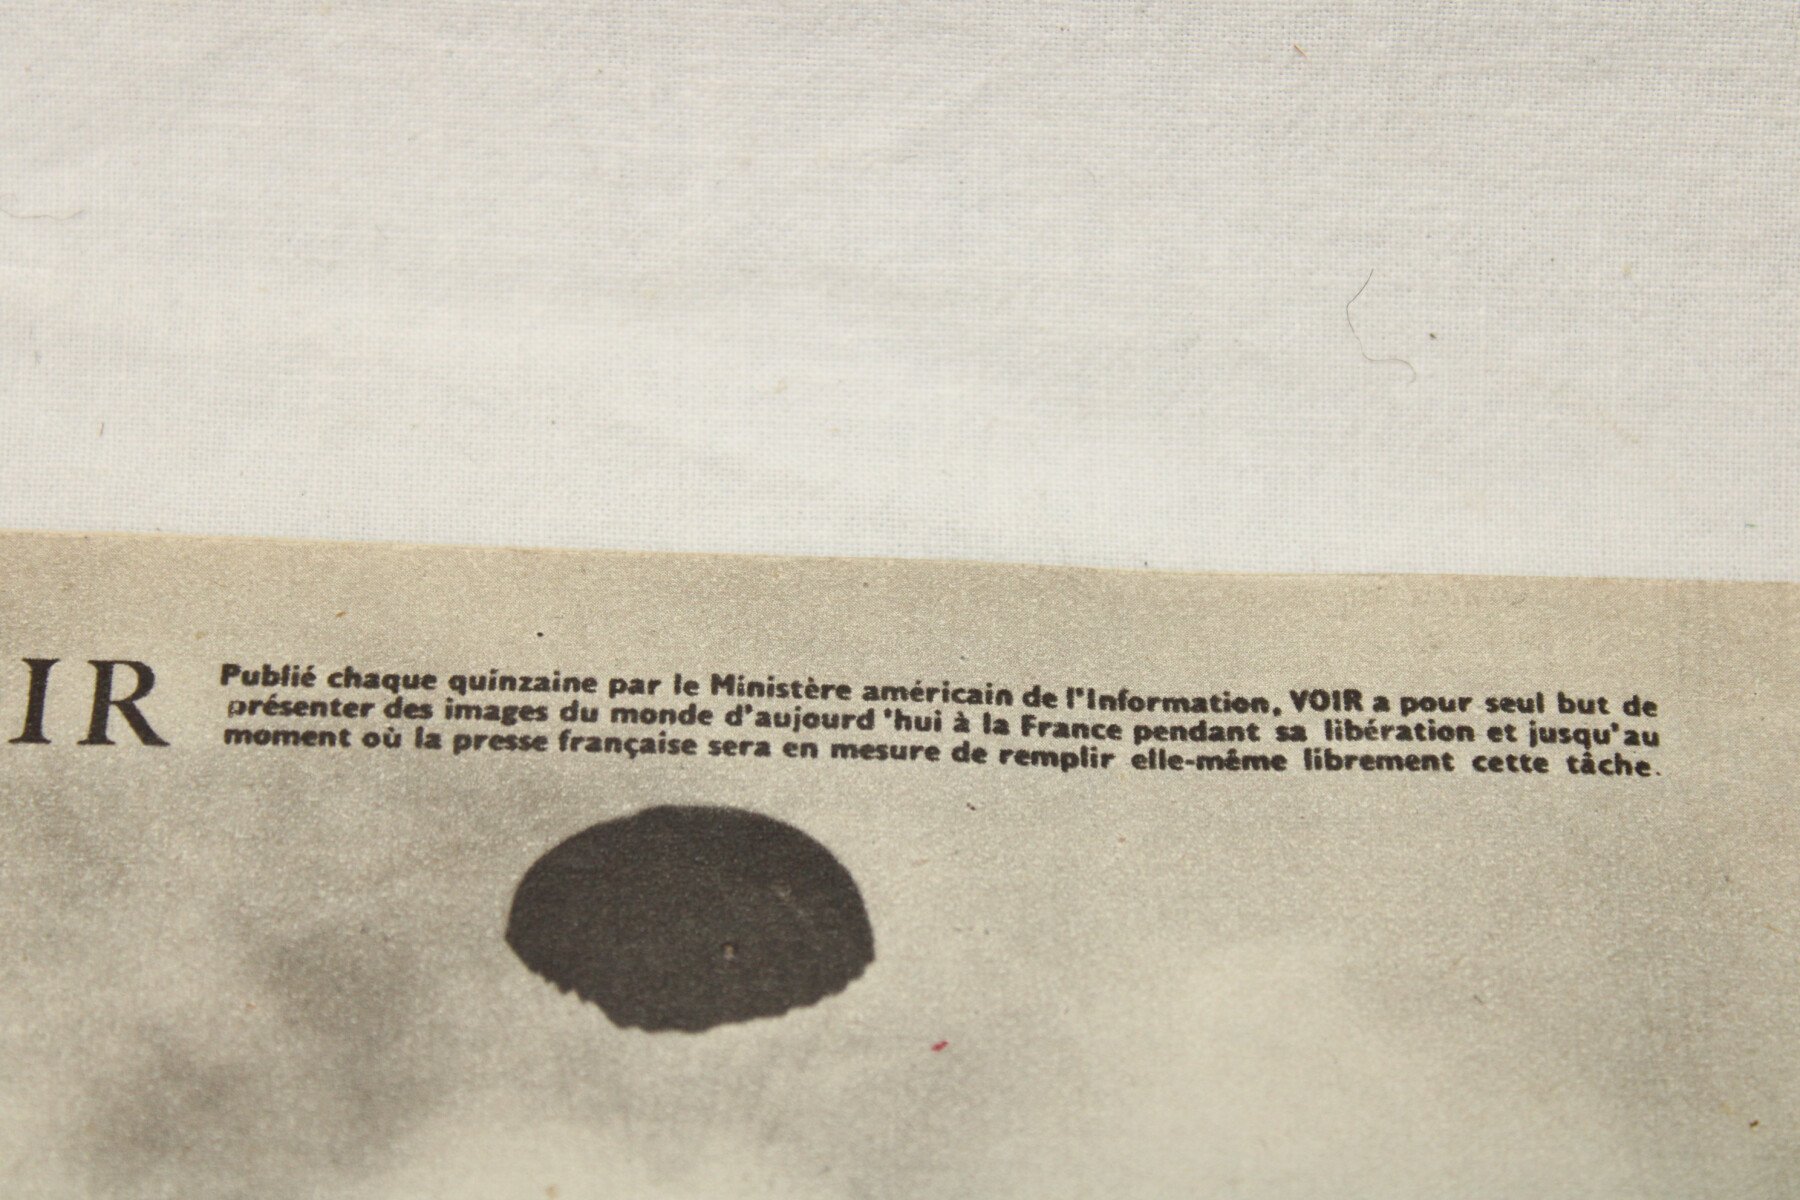 IR
Publié chaque quinzaine par le Ministère américain de l'Information, VOIR a pour seul but de
présenter des images du monde d'aujourd 'hui à la France pendant sa libération et jusqu'au
moment où la presse française sera en mesure de remplir elle-même librement cette tâche.